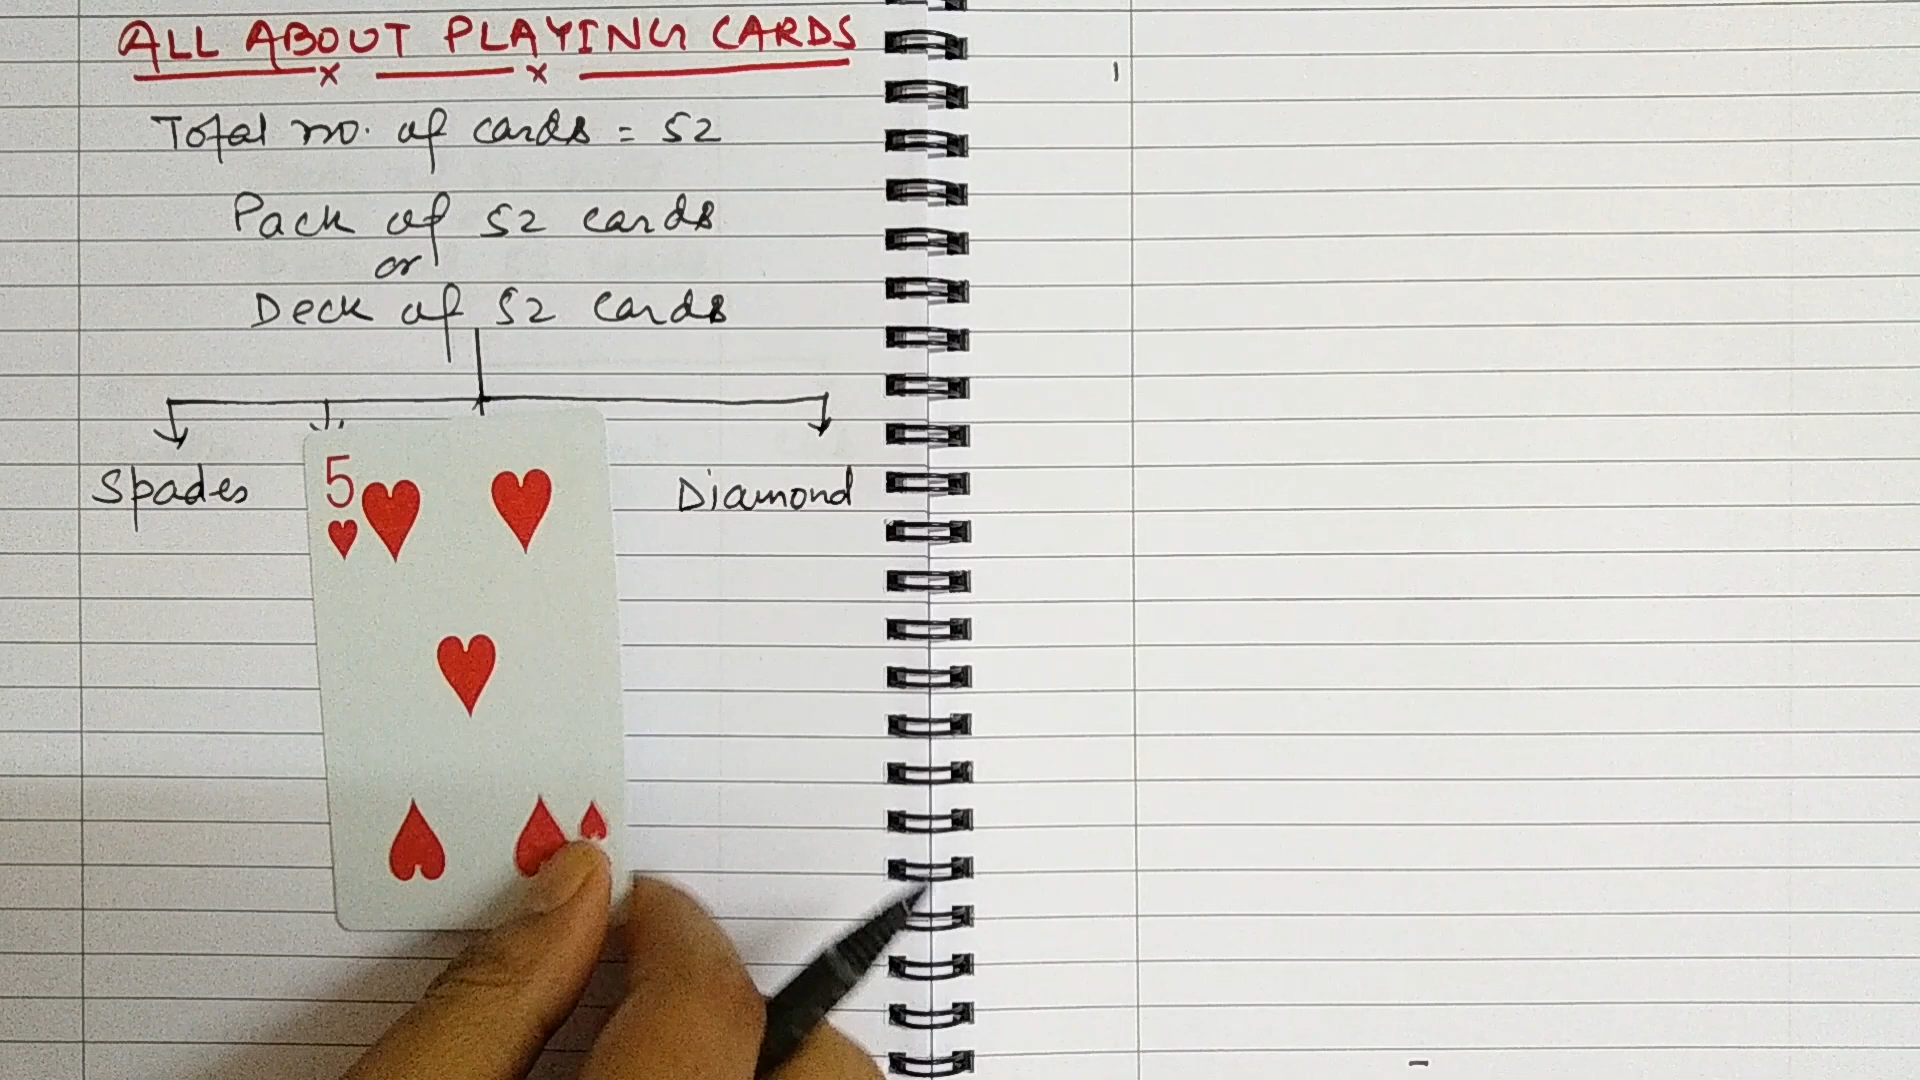 ALL ABOUT PLAYING CARDS
Total no. of cards = 52
Pack of 52 cards
or
Deck of 52 cards
Spades
Diamond
5